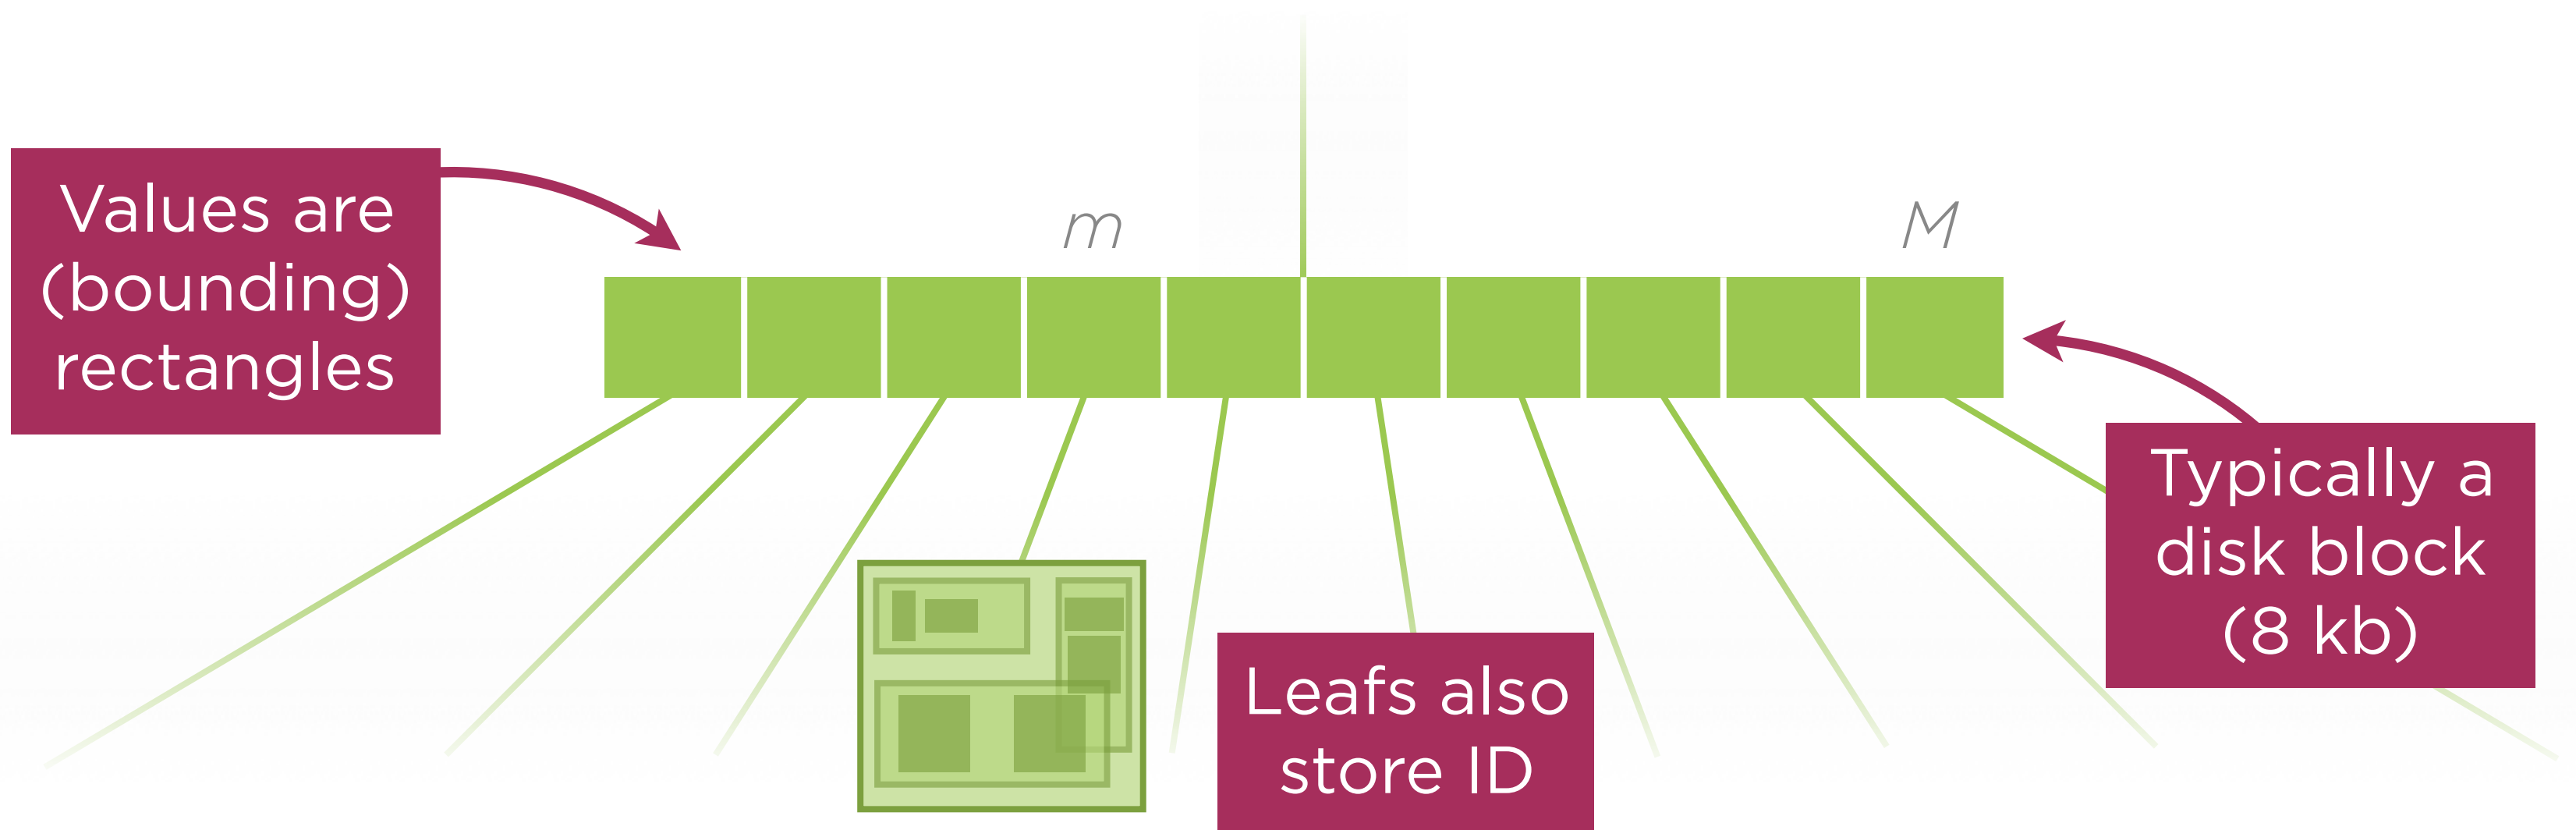 Values are
(bounding)
rectangles
m
M
Typically a
disk block
(8 kb)
Leafs also
store ID